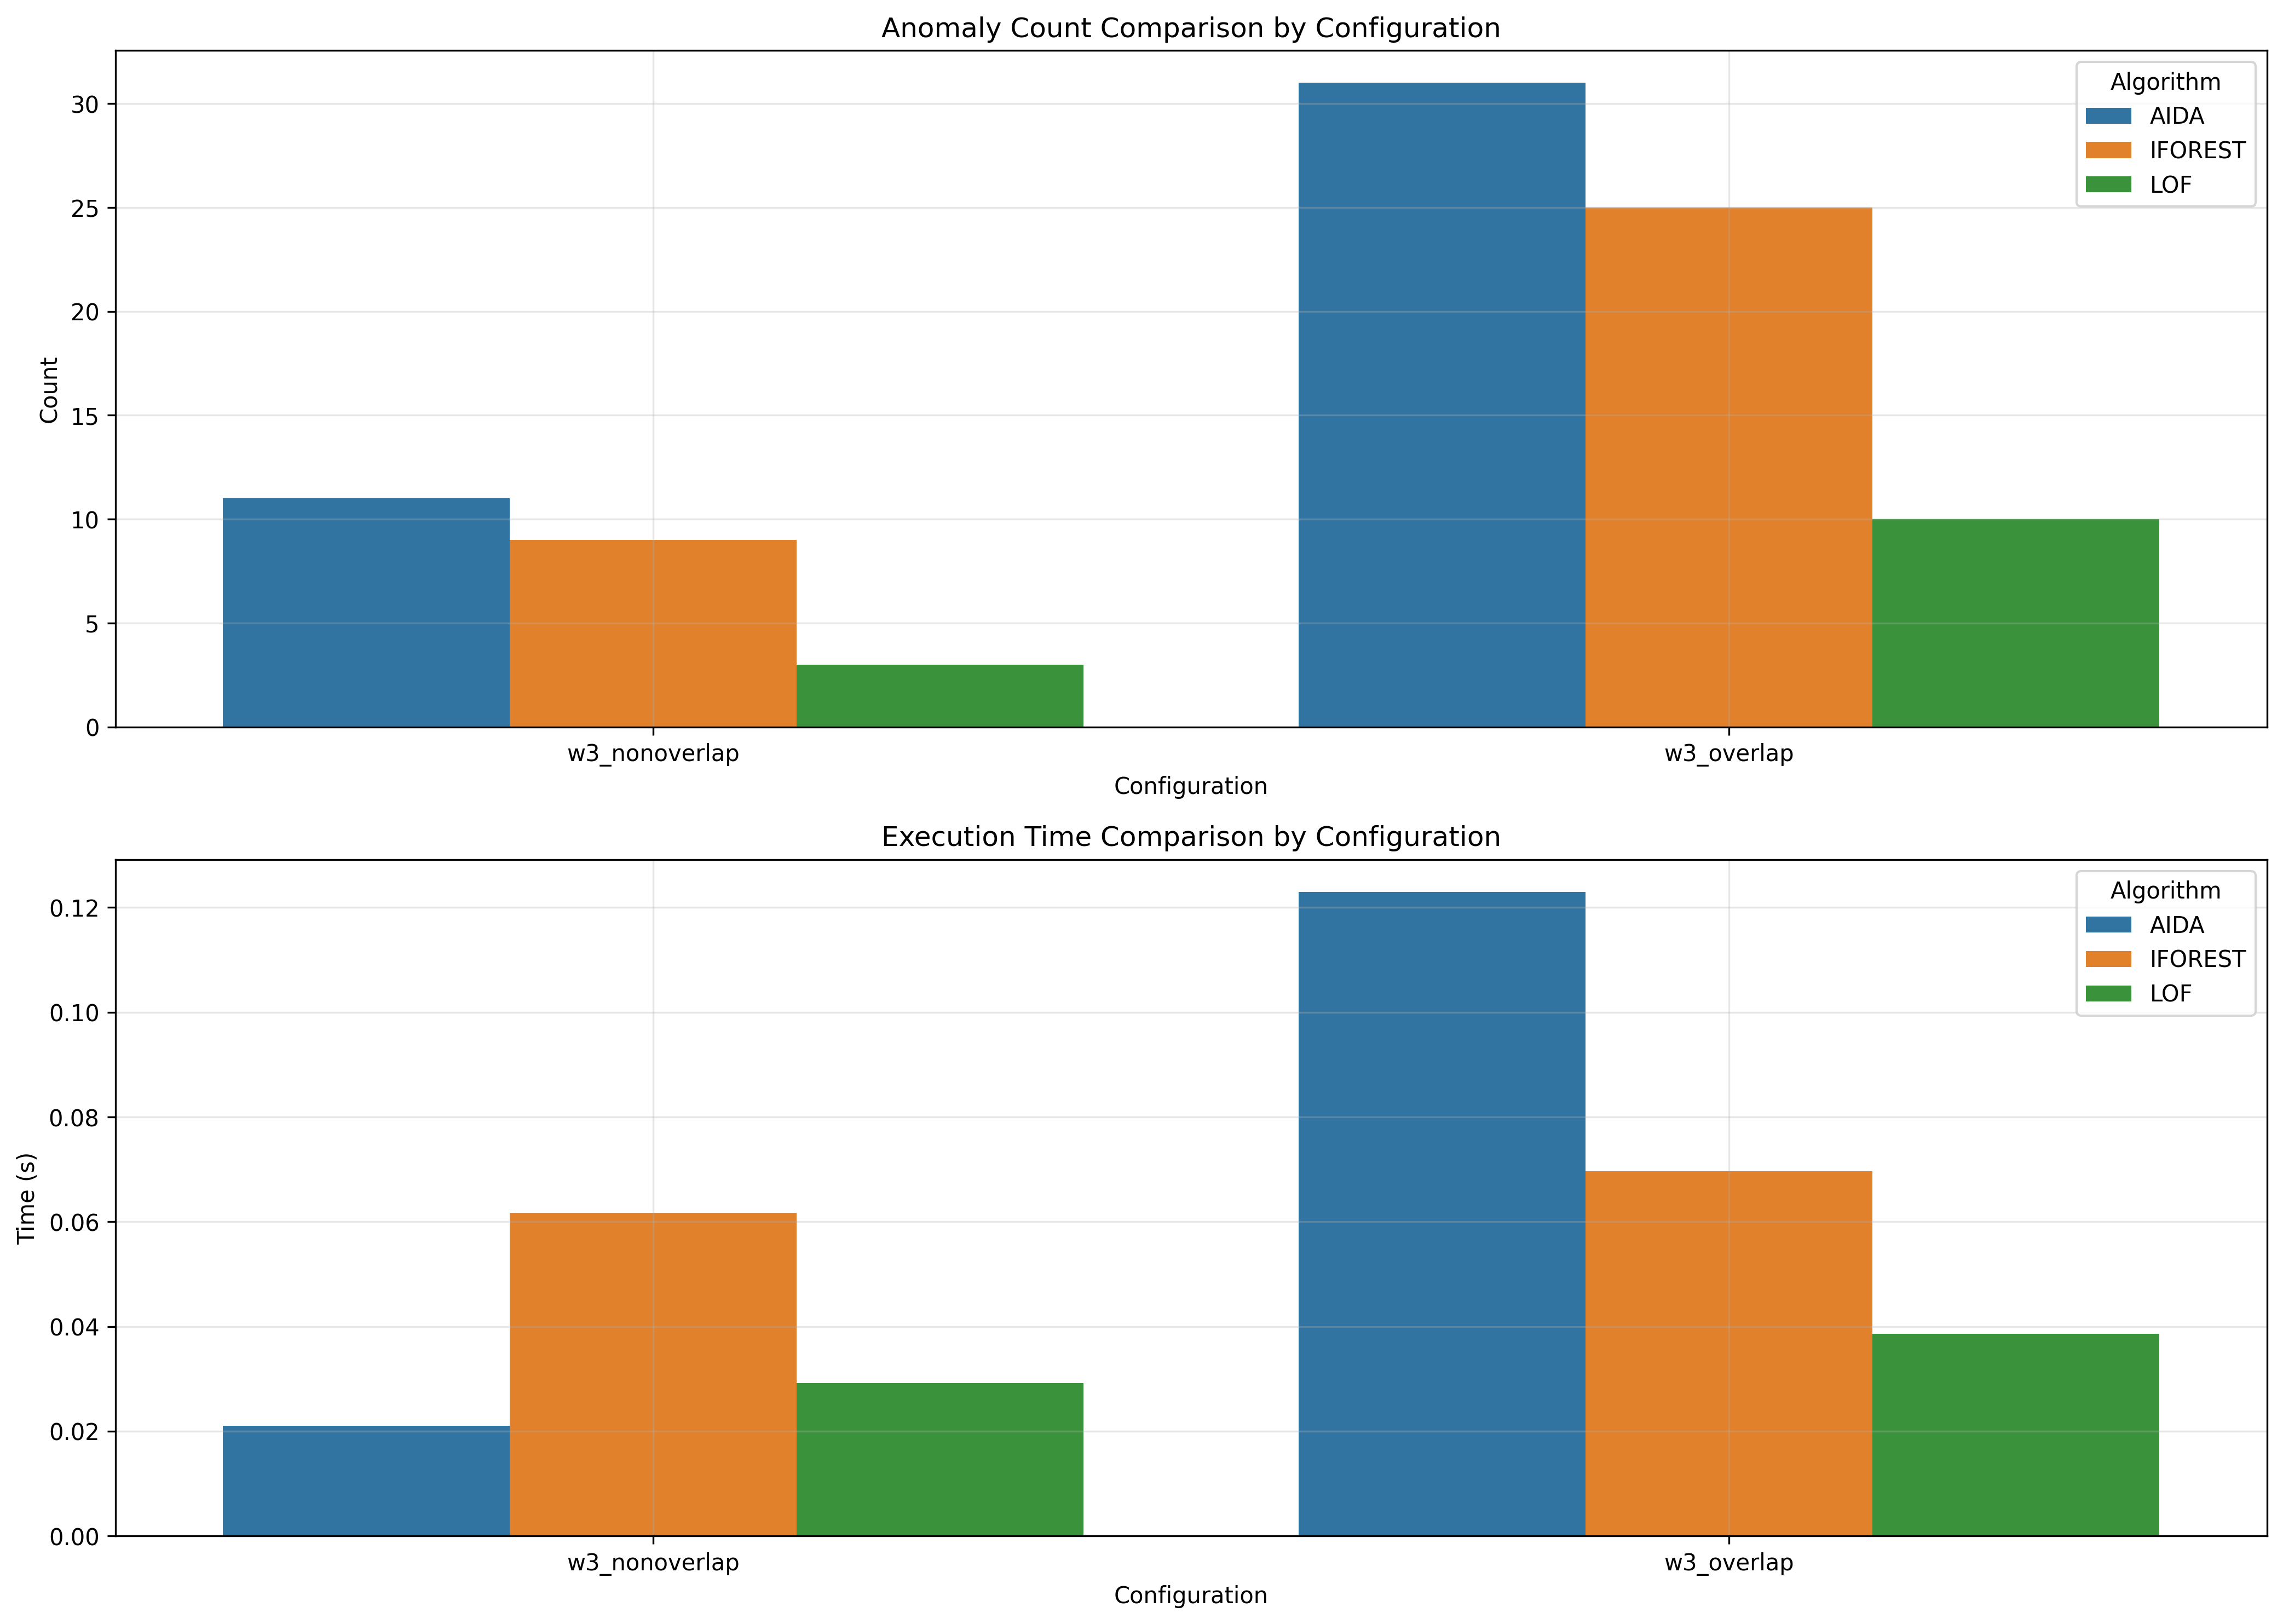 Anomaly Count Comparison by Configuration
Algorithm
AIDA
IFOREST
LOF
30
25
20
15
10
5
0
Count
w3_nonoverlap
w3_overlap
Configuration
Execution Time Comparison by Configuration
Algorithm
AIDA
IFOREST
LOF
0.12
0.10
0.08
0.06
0.04
0.02
0.00
Time (s)
w3_nonoverlap
w3_overlap
Configuration